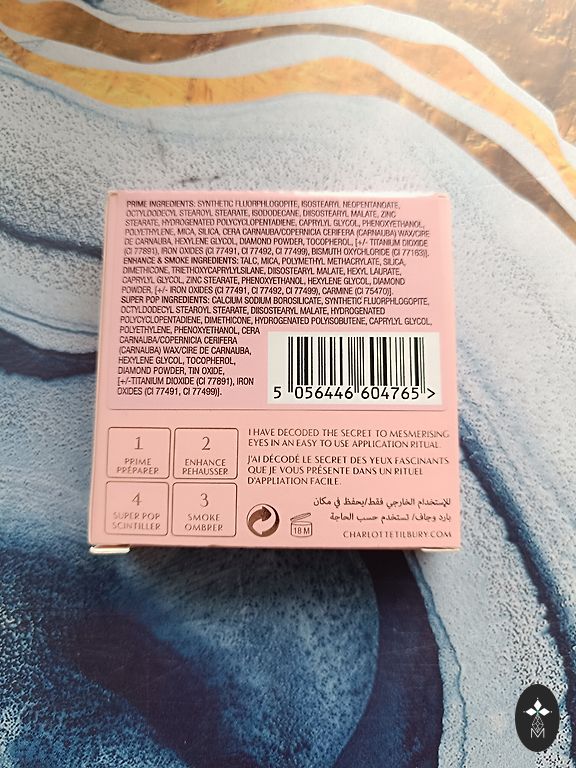 PRIME INGREDIENTS: SYNTHETIC FLUORPHLOGOPITE, ISOSTEARYL NEOPENTANOATE,
OCTYLDODECYL STEAROYL STEARATE, ISODODECANE, DIISOSTEARYL MALATE, ZINC
STEARATE, HYDROGENATED POLYCYCLOPENTADIENE, CAPRYLYL GLYCOL, PHENOXYETHANOL,
POLYETHYLENE, MICA, SILICA, CERA CARNAUBA/COPERNICIA CERIFERA (CARNAUBA) WAX/CIRE
DE CARNAUBA, HEXYLENE GLYCOL, DIAMOND POWDER, TOCOPHEROL, [+/- TITANIUM DIOXIDE
(CI 77891), IRON OXIDES (CI 77491, CI 77492, CI 77499), BISMUTH OXYCHLORIDE (CI 77163)].
ENHANCE & SMOKE INGREDIENTS: TALC, MICA, POLYMETHYL METHACRYLATE, SILICA,
DIMETHICONE, TRIETHOXYCAPRYLYLSILANE, DIISOSTEARYL MALATE, HEXYL LAURATE,
CAPRYLYL GLYCOL, ZINC STEARATE, PHENOXYETHANOL, HEXYLENE GLYCOL, DIAMOND
POWDER, [+/- IRON OXIDES (CI 77491, CI 77492, CI 77499), CARMINE (CI 75470)].
SUPER POP INGREDIENTS: CALCIUM SODIUM BOROSILICATE, SYNTHETIC FLUORPHLOGOPITE,
OCTYLDODECYL STEAROYL STEARATE, DIISOSTEARYL MALATE, HYDROGENATED
POLYCYCLOPENTADIENE, DIMETHICONE, HYDROGENATED POLYISOBUTENE, CAPRYLYL GLYCOL,
POLYETHYLENE, PHENOXYETHANOL, CERA
CARNAUBA/COPERNICIA CERIFERA
(CARNAUBA) WAX/CIRE DE CARNAUBA,
HEXYLENE GLYCOL, TOCOPHEROL,
DIAMOND POWDER, TIN OXIDE,
[+/-TITANIUM DIOXIDE (CI 77891), IRON
OXIDES (CI 77491, CI 77499)].
5 056446 604765 >
1
PRIME
PRÉPARER
2
ENHANCE
REHAUSSER
4
SUPER POP
SCINTILLER
3
SMOKE
OMBRER
I HAVE DECODED THE SECRET TO MESMERISING
EYES IN AN EASY TO USE APPLICATION RITUAL.
J'AI DÉCODÉ LE SECRET DES YEUX FASCINANTS
QUE JE VOUS PRÉSENTE DANS UN RITUEL
D'APPLIATION FACILE.
للإستخدام الخارجي فقط/يحفظ في مكان
بارد وجاف/تستخدم حسب الحاجة
18 M
CHARLOTTETILBURY.COM